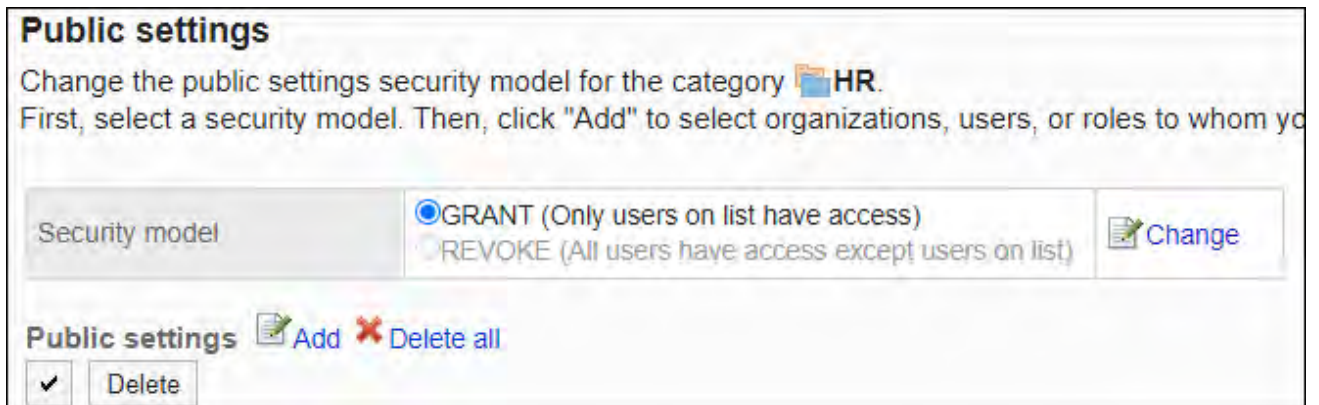 Public settings
Change the public settings security model for the category HR.
First, select a security model. Then, click "Add" to select organizations, users, or roles to whom
Security model
GRANT (Only users on list have access)
REVOKE (All users have access except users on list)
Change
Public settings Add Delete all
Delete